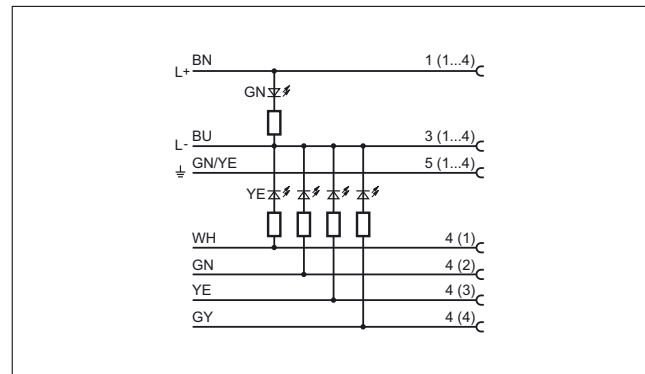 L+ BN 1 (1...4)
GN
L- BU 3 (1...4)
GN/YE 5 (1...4)
YE
WH 4 (1)
GN 4 (2)
YE 4 (3)
GY 4 (4)